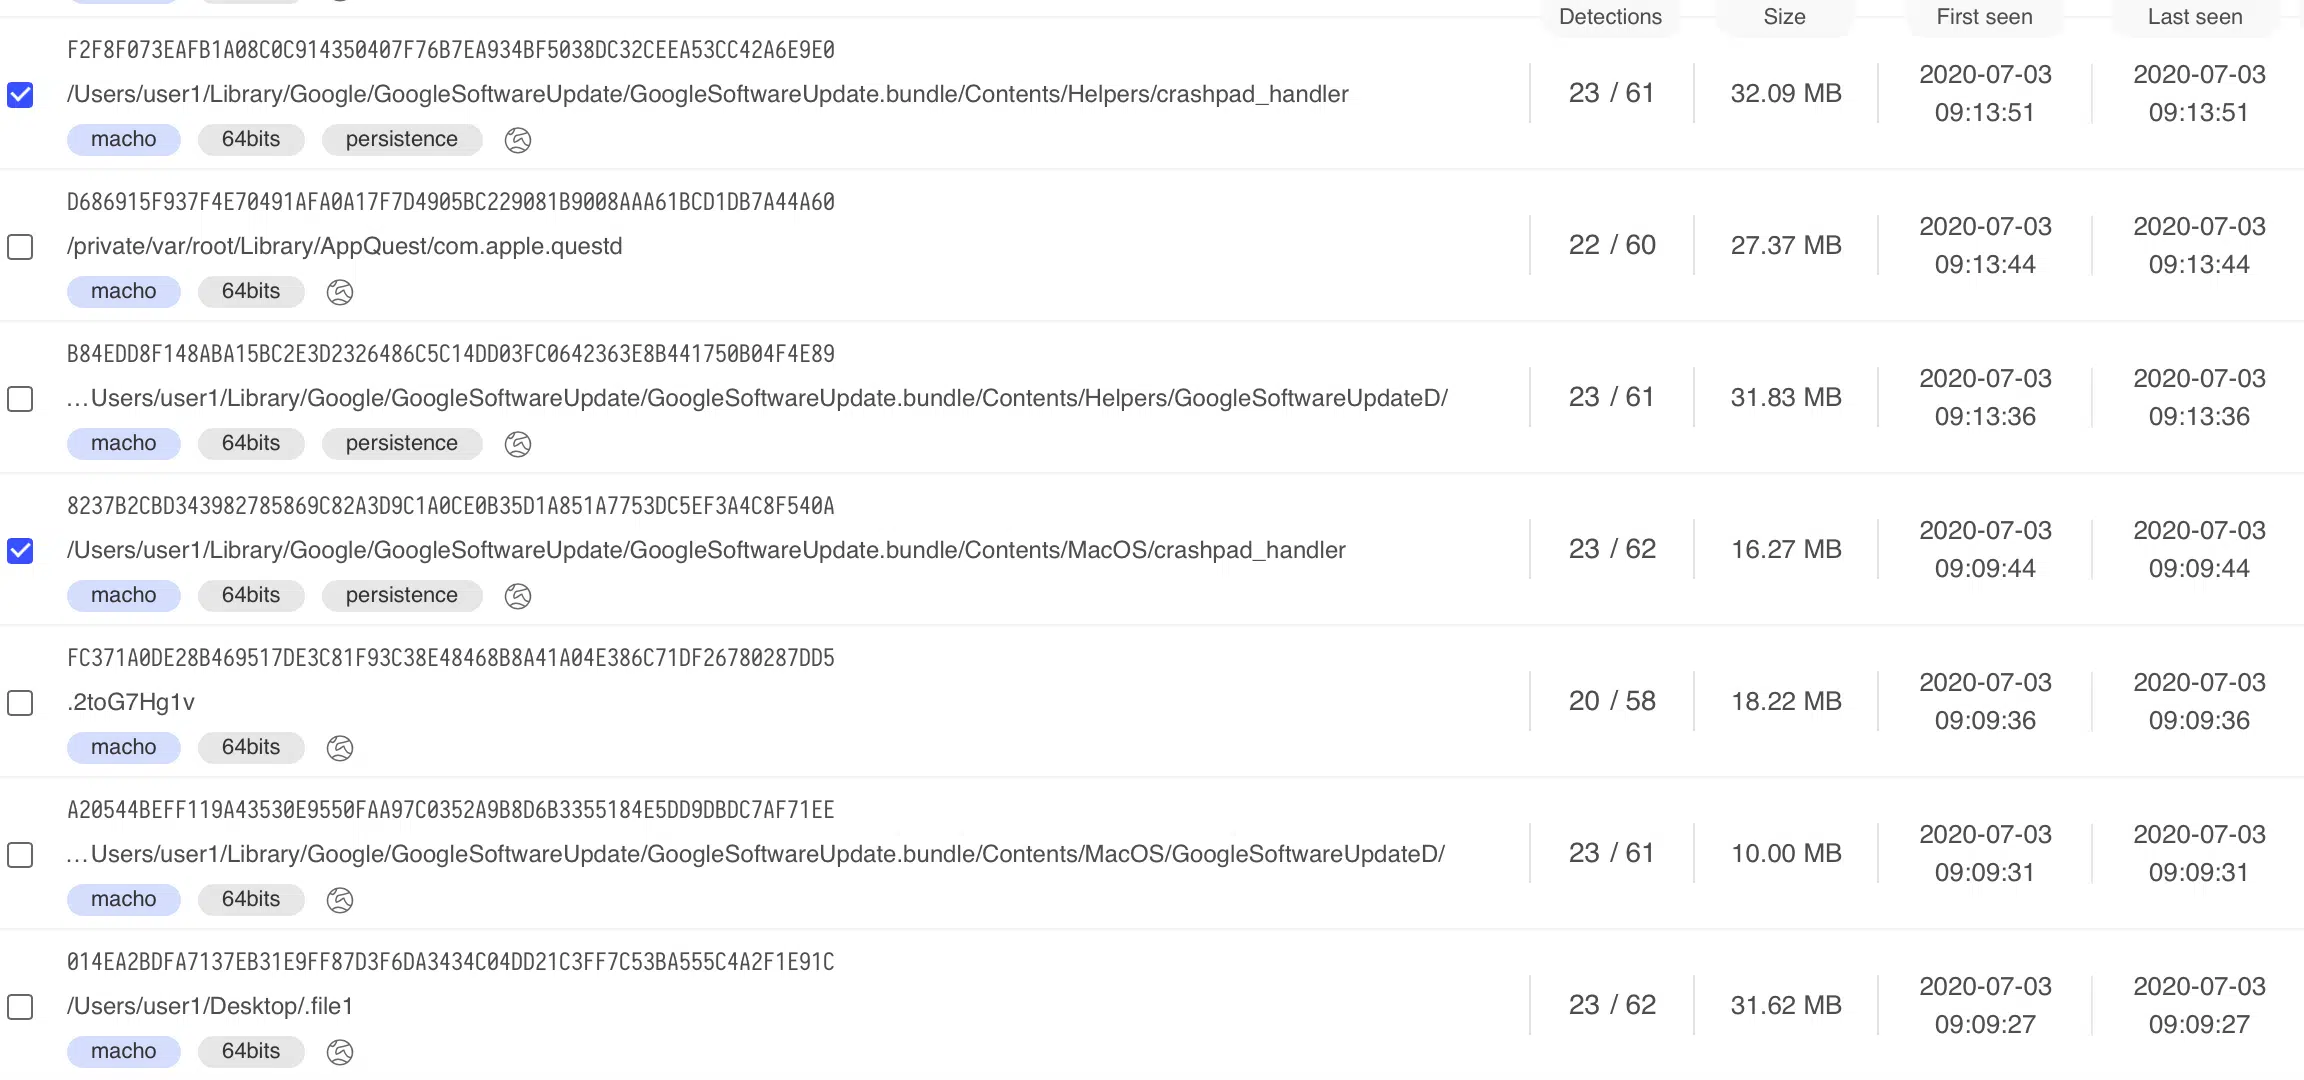 Detections Size First seen Last seen
F2F8F073EAFB1A08C0C914350407F76B7EA934BF5038DC32CEEA53CC42A6E9E0
/Users/user1/Library/Google/GoogleSoftwareUpdate/GoogleSoftwareUpdate.bundle/Contents/Helpers/crashpad_handler
macho 64bits persistence
23 / 61
32.09 MB
2020-07-03
09:13:51
2020-07-03
09:13:51
D686915F937F4E70491AFA0A17F7D4905BC229081B9008AAA61BCD1DB7A44A60
/private/var/root/Library/AppQuest/com.apple.questd
macho 64bits
22 / 60
27.37 MB
2020-07-03
09:13:44
2020-07-03
09:13:44
B84EDD8F148ABA15BC2E3D2326486C5C14DD03FC0642363E8B441750B04F4E89
…Users/user1/Library/Google/GoogleSoftwareUpdate/GoogleSoftwareUpdate.bundle/Contents/Helpers/GoogleSoftwareUpdateD/
macho 64bits persistence
23 / 61
31.83 MB
2020-07-03
09:13:36
2020-07-03
09:13:36
8237B2CBD343982785869C82A3D9C1A0CE0B35D1A851A7753DC5EF3A4C8F540A
/Users/user1/Library/Google/GoogleSoftwareUpdate/GoogleSoftwareUpdate.bundle/Contents/MacOS/crashpad_handler
macho 64bits persistence
23 / 62
16.27 MB
2020-07-03
09:09:44
2020-07-03
09:09:44
FC371A0DE28B469517DE3C81F93C38E48468B8A41A04E386C71DF26780287DD5
.2toG7Hg1v
macho 64bits
20 / 58
18.22 MB
2020-07-03
09:09:36
2020-07-03
09:09:36
A20544BEFF119A43530E9550FAA97C0352A9B8D6B3355184E5DD9DBDC7AF71EE
…Users/user1/Library/Google/GoogleSoftwareUpdate/GoogleSoftwareUpdate.bundle/Contents/MacOS/GoogleSoftwareUpdateD/
macho 64bits
23 / 61
10.00 MB
2020-07-03
09:09:31
2020-07-03
09:09:31
014EA2BDFA7137EB31E9FF87D3F6DA3434C04DD21C3FF7C53BA555C4A2F1E91C
/Users/user1/Desktop/.file1
macho 64bits
23 / 62
31.62 MB
2020-07-03
09:09:27
2020-07-03
09:09:27